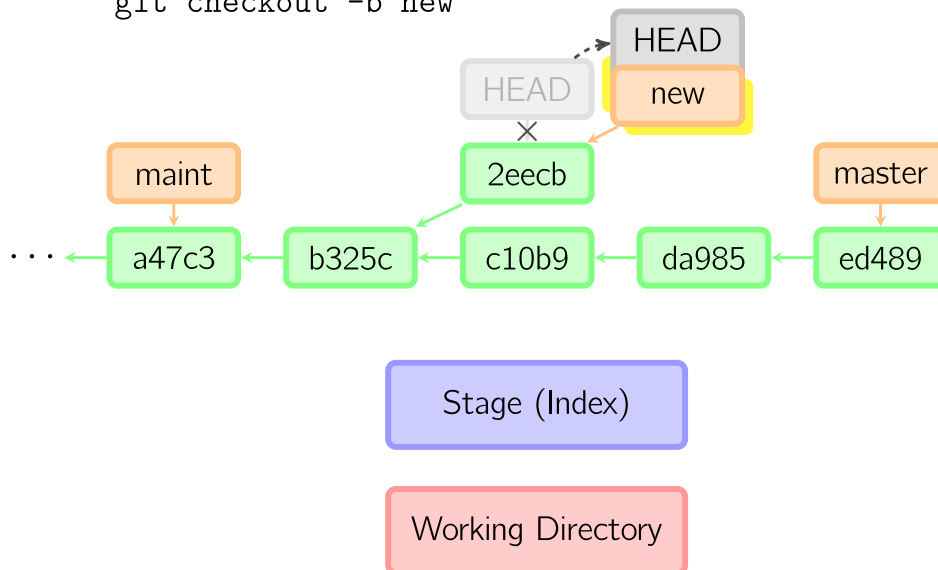 git checkout -b new
HEAD
HEAD
new
2eecb
maint
master
... a47c3 b325c c10b9 da985 ed489
Stage (Index)
Working Directory